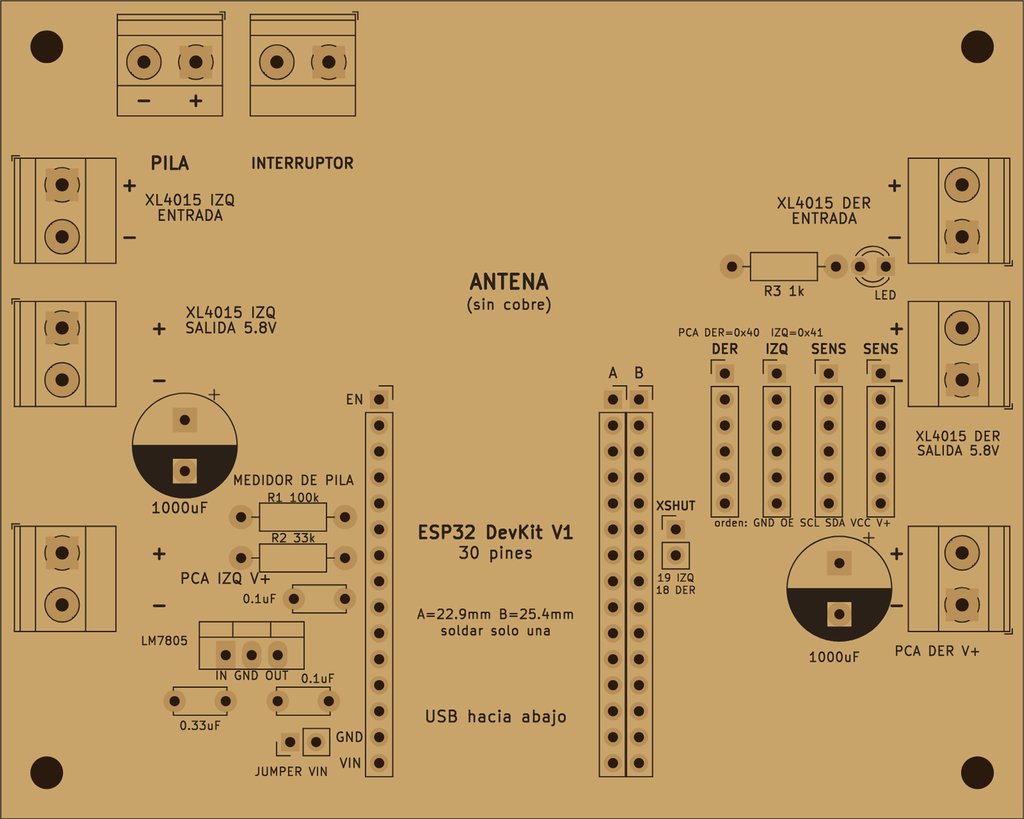 − +
PILA
INTERRUPTOR
+
XL4015 IZQ
ENTRADA
−
XL4015 DER
ENTRADA
+
−
ANTENA
(sin cobre)
R3 1k
LED
XL4015 IZQ
SALIDA 5.8V
+
−
PCA DER=0x40 IZQ=0x41
DER IZQ SENS SENS
+
−
A B
EN
+
1000uF
XL4015 DER
SALIDA 5.8V
MEDIDOR DE PILA
R1 100k
R2 33k
XSHUT
orden: GND OE SCL SDA VCC V+
ESP32 DevKit V1
30 pines
+
PCA IZQ V+
−
0.1uF
19 IZQ
18 DER
+
+
−
1000uF
PCA DER V+
A=22.9mm B=25.4mm
soldar solo una
LM7805
IN GND OUT
0.1uF
0.33uF
USB hacia abajo
GND
VIN
JUMPER VIN